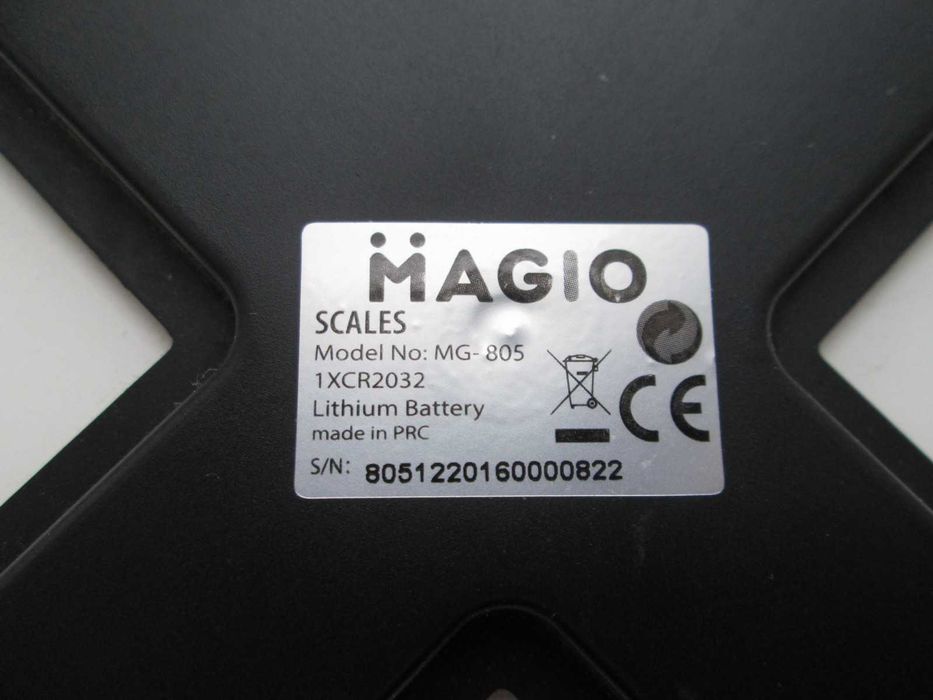 MAGIO
SCALES
Model No: MG- 805
1XCR2032
Lithium Battery
made in PRC
CE
S/N: 8051220160000822